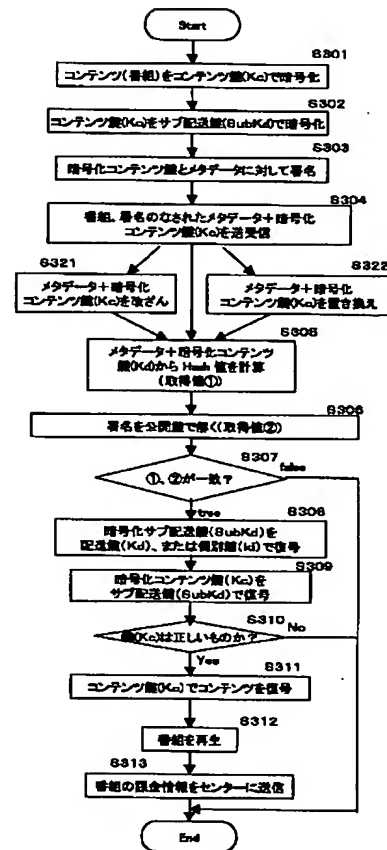 Start
S301
コンテンツ(番組)をコンテンツ鍵(Kc)で暗号化
S302
コンテンツ鍵(Kc)をサブ配送鍵(SubKd)で暗号化
S303
暗号化コンテンツ鍵とメタデータに対して署名
S304
番組、署名のなされたメタデータ+暗号化
コンテンツ鍵(Kc)を送受信
S321
メタデータ+暗号化
コンテンツ鍵(Kc)を改ざん
S322
メタデータ+暗号化
コンテンツ鍵(Kc)を置き換え
S305
メタデータ+暗号化コンテンツ
鍵(Kd)から Hash 値を計算
(取得値①)
S306
署名を公開鍵で解く(取得値②)
S307
①、②が一致?
false
true
S308
暗号化サブ配送鍵(SubKd)を
配送鍵(Kd)、または個別鍵(Id)で復号
S309
暗号化コンテンツ鍵(Kc)を
サブ配送鍵(SubKd)で復号
S310
鍵(Kc)は正しいものか?
No
Yes
S311
コンテンツ鍵(Kc)でコンテンツを復号
S312
番組を再生
S313
番組の課金情報をセンターに送信
End